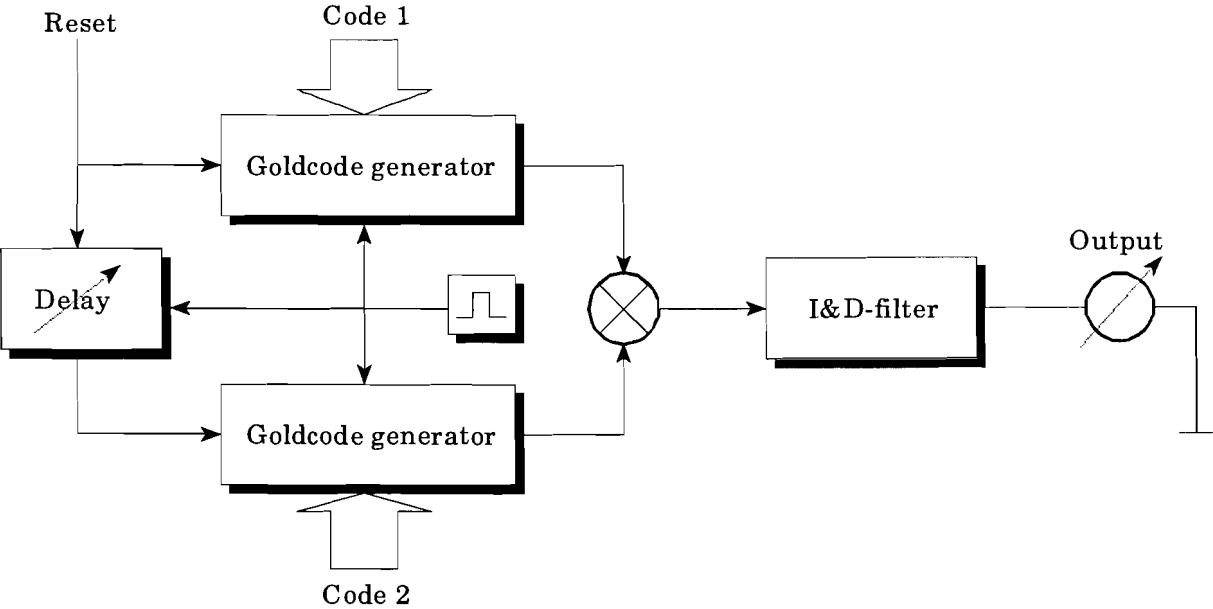 Code 1
Reset
Goldcode generator
Output
Delay
I&D-filter
Goldcode generator
Code 2